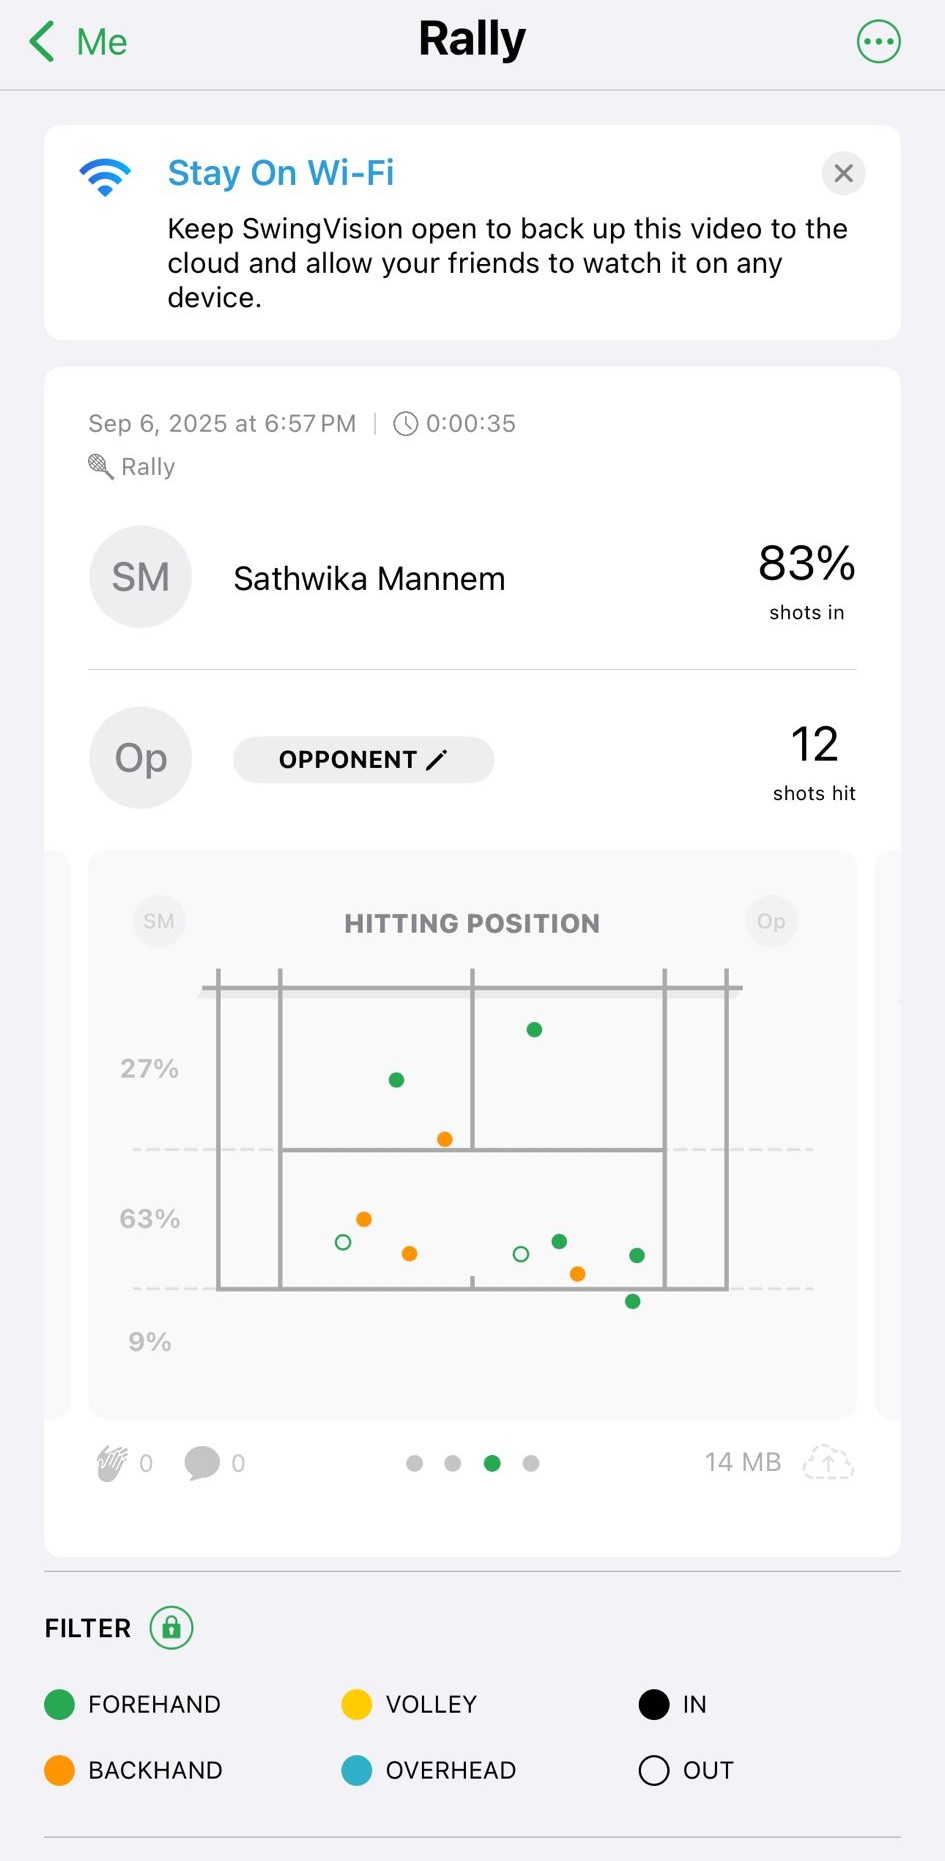 Me
Rally
Stay On Wi-Fi
Keep SwingVision open to back up this video to the
cloud and allow your friends to watch it on any
device.
Sep 6, 2025 at 6:57 PM | 0:00:35
Rally
SM
Sathwika Mannem
83%
shots in
Op
OPPONENT
12
shots hit
SM
HITTING POSITION
Op
27%
63%
9%
0
0
14 MB
FILTER
FOREHAND
VOLLEY
IN
BACKHAND
OVERHEAD
OUT